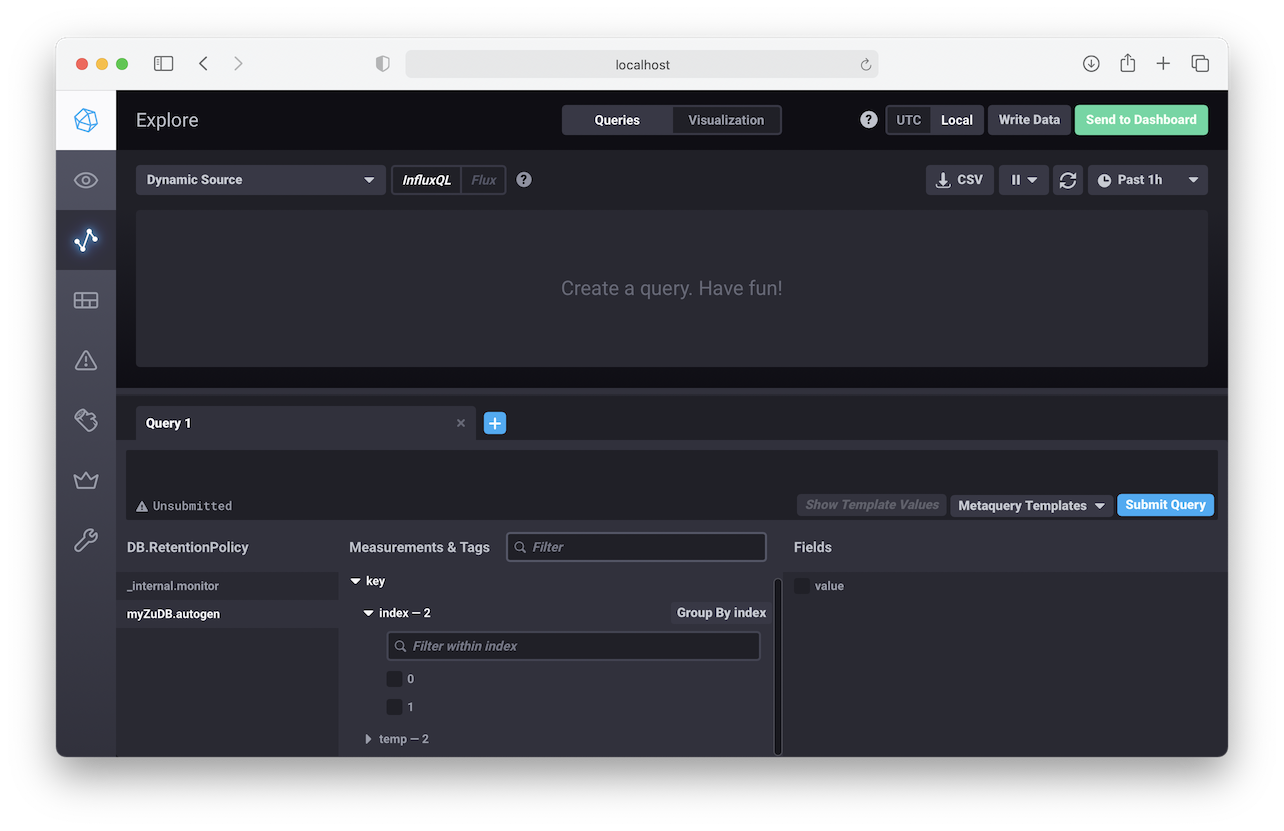 localhost
Explore
Queries
Visualization
?
UTC
Local
Write Data
Send to Dashboard
Dynamic Source
InfluxQL
Flux
?
CSV
Past 1h
Create a query. Have fun!
Query 1
Unsubmitted
Show Template Values
Metaquery Templates
Submit Query
DB.RetentionPolicy
Measurements & Tags
Filter
Fields
_internal.monitor
myZuDB.autogen
key
index — 2
Group By index
Filter within index
0
1
temp — 2
value